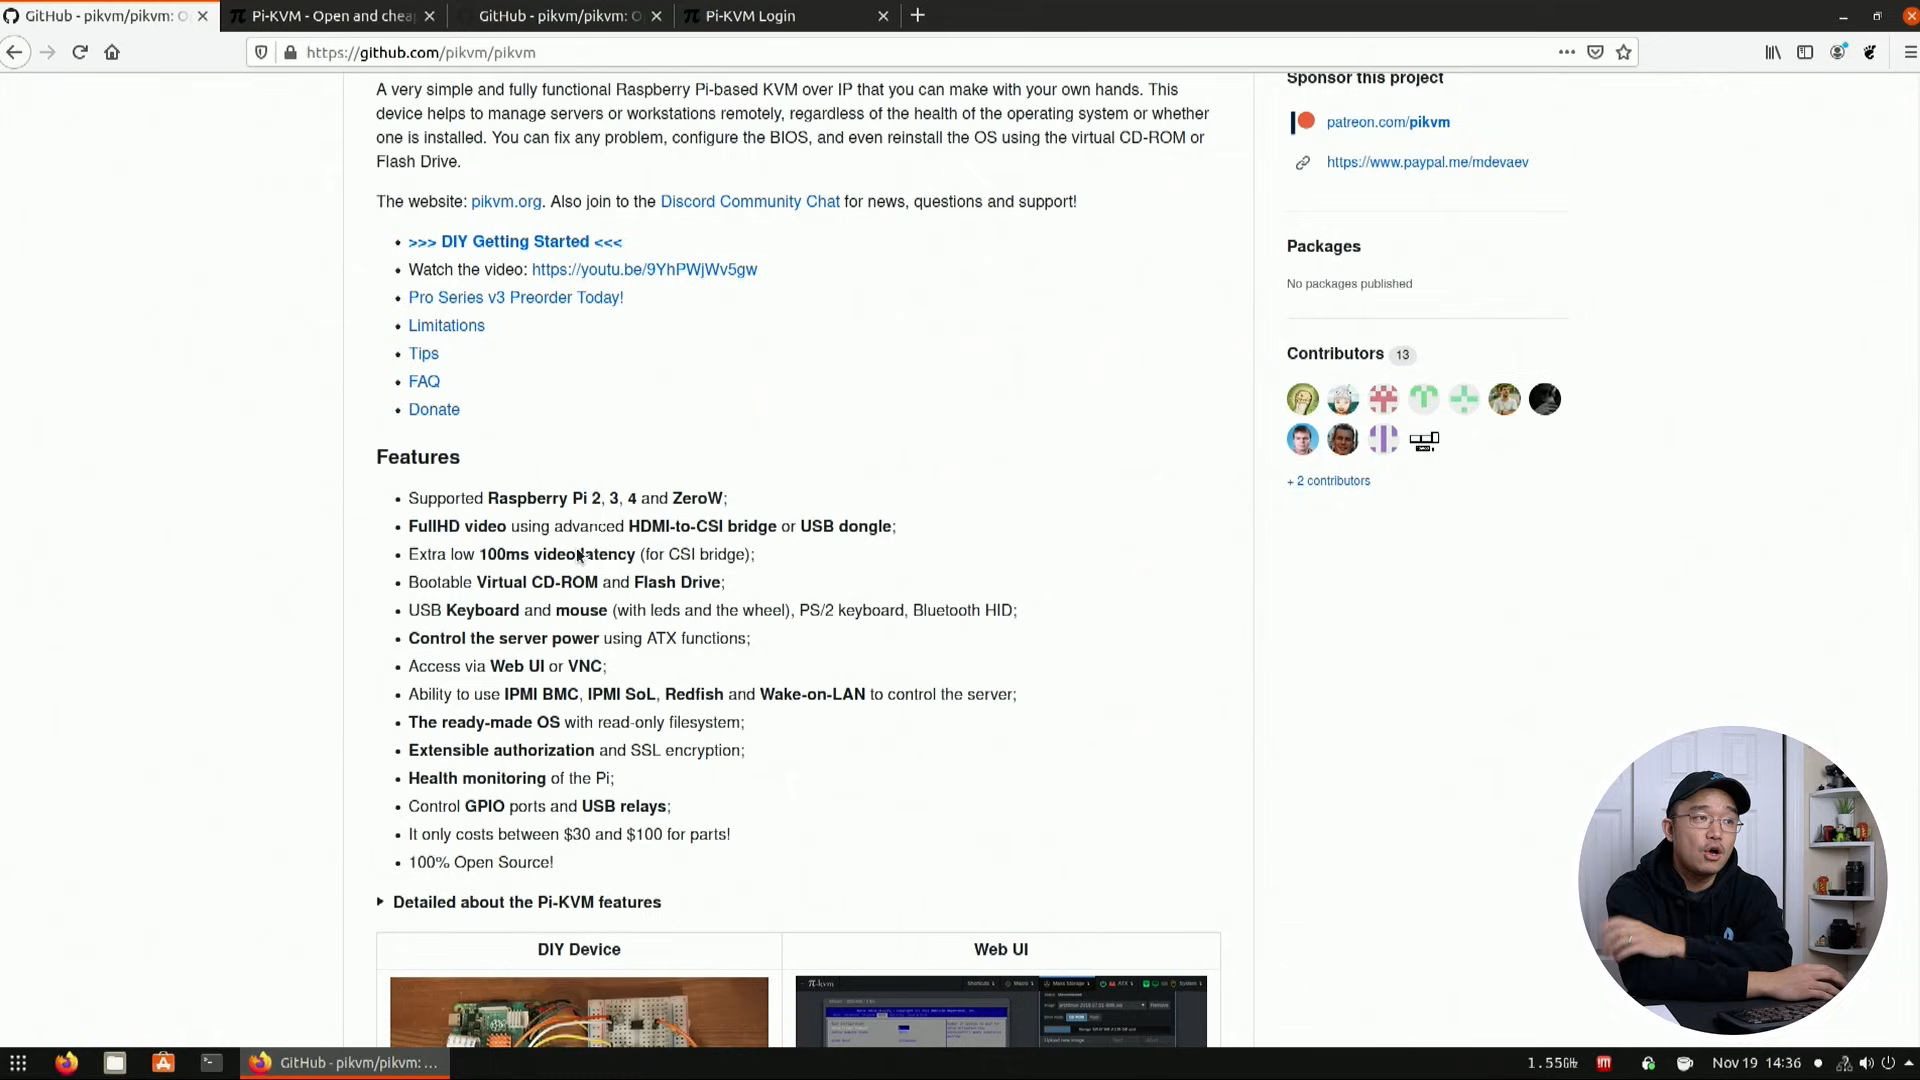 GitHub - pikvm/pikvm: O
Pi-KVM - Open and chea
GitHub - pikvm/pikvm: O
Pi-KVM Login
https://github.com/pikvm/pikvm
A very simple and fully functional Raspberry Pi-based KVM over IP that you can make with your own hands. This
device helps to manage servers or workstations remotely, regardless of the health of the operating system or whether
one is installed. You can fix any problem, configure the BIOS, and even reinstall the OS using the virtual CD-ROM or
Flash Drive.
The website: pikvm.org. Also join to the Discord Community Chat for news, questions and support!
>>> DIY Getting Started <<<
Watch the video: https://youtu.be/9YhPWjWv5gw
Pro Series v3 Preorder Today!
Limitations
Tips
FAQ
Donate
Features
Supported Raspberry Pi 2, 3, 4 and ZeroW;
FullHD video using advanced HDMI-to-CSI bridge or USB dongle;
Extra low 100ms video latency (for CSI bridge);
Bootable Virtual CD-ROM and Flash Drive;
USB Keyboard and mouse (with leds and the wheel), PS/2 keyboard, Bluetooth HID;
Control the server power using ATX functions;
Access via Web UI or VNC;
Ability to use IPMI BMC, IPMI SoL, Redfish and Wake-on-LAN to control the server;
The ready-made OS with read-only filesystem;
Extensible authorization and SSL encryption;
Health monitoring of the Pi;
Control GPIO ports and USB relays;
It only costs between $30 and $100 for parts!
100% Open Source!
Detailed about the Pi-KVM features
DIY Device
Web UI
Sponsor this project
patreon.com/pikvm
https://www.paypal.me/mdevaev
Packages
No packages published
Contributors 13
+ 2 contributors
GitHub - pikvm/pikvm: ...
1.55GHz
Nov 19 14:36